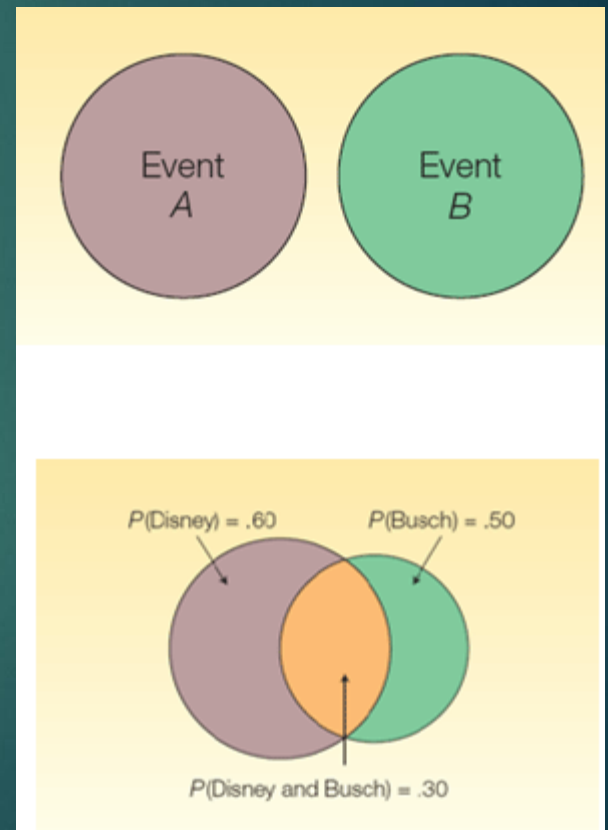 Event
A
Event
B
P(Disney) = .60
P(Busch) = .50
P(Disney and Busch) = .30